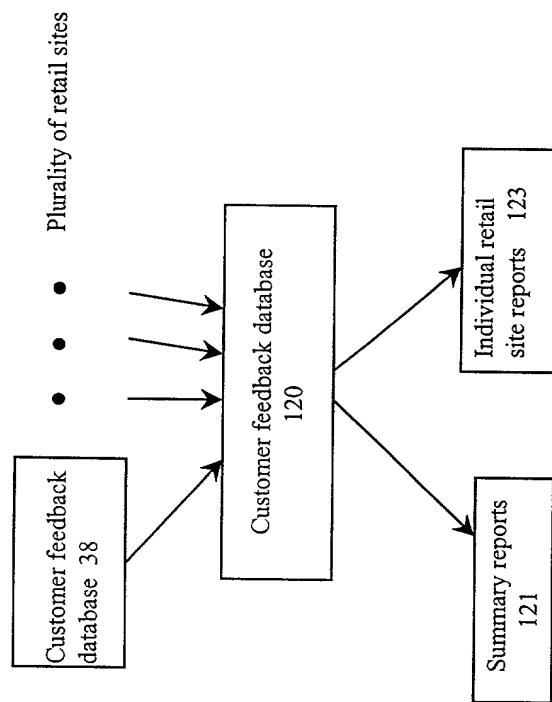 Customer feedback
database 38
Plurality of retail sites
Customer feedback database
120
Summary reports
121
Individual retail
site reports 123